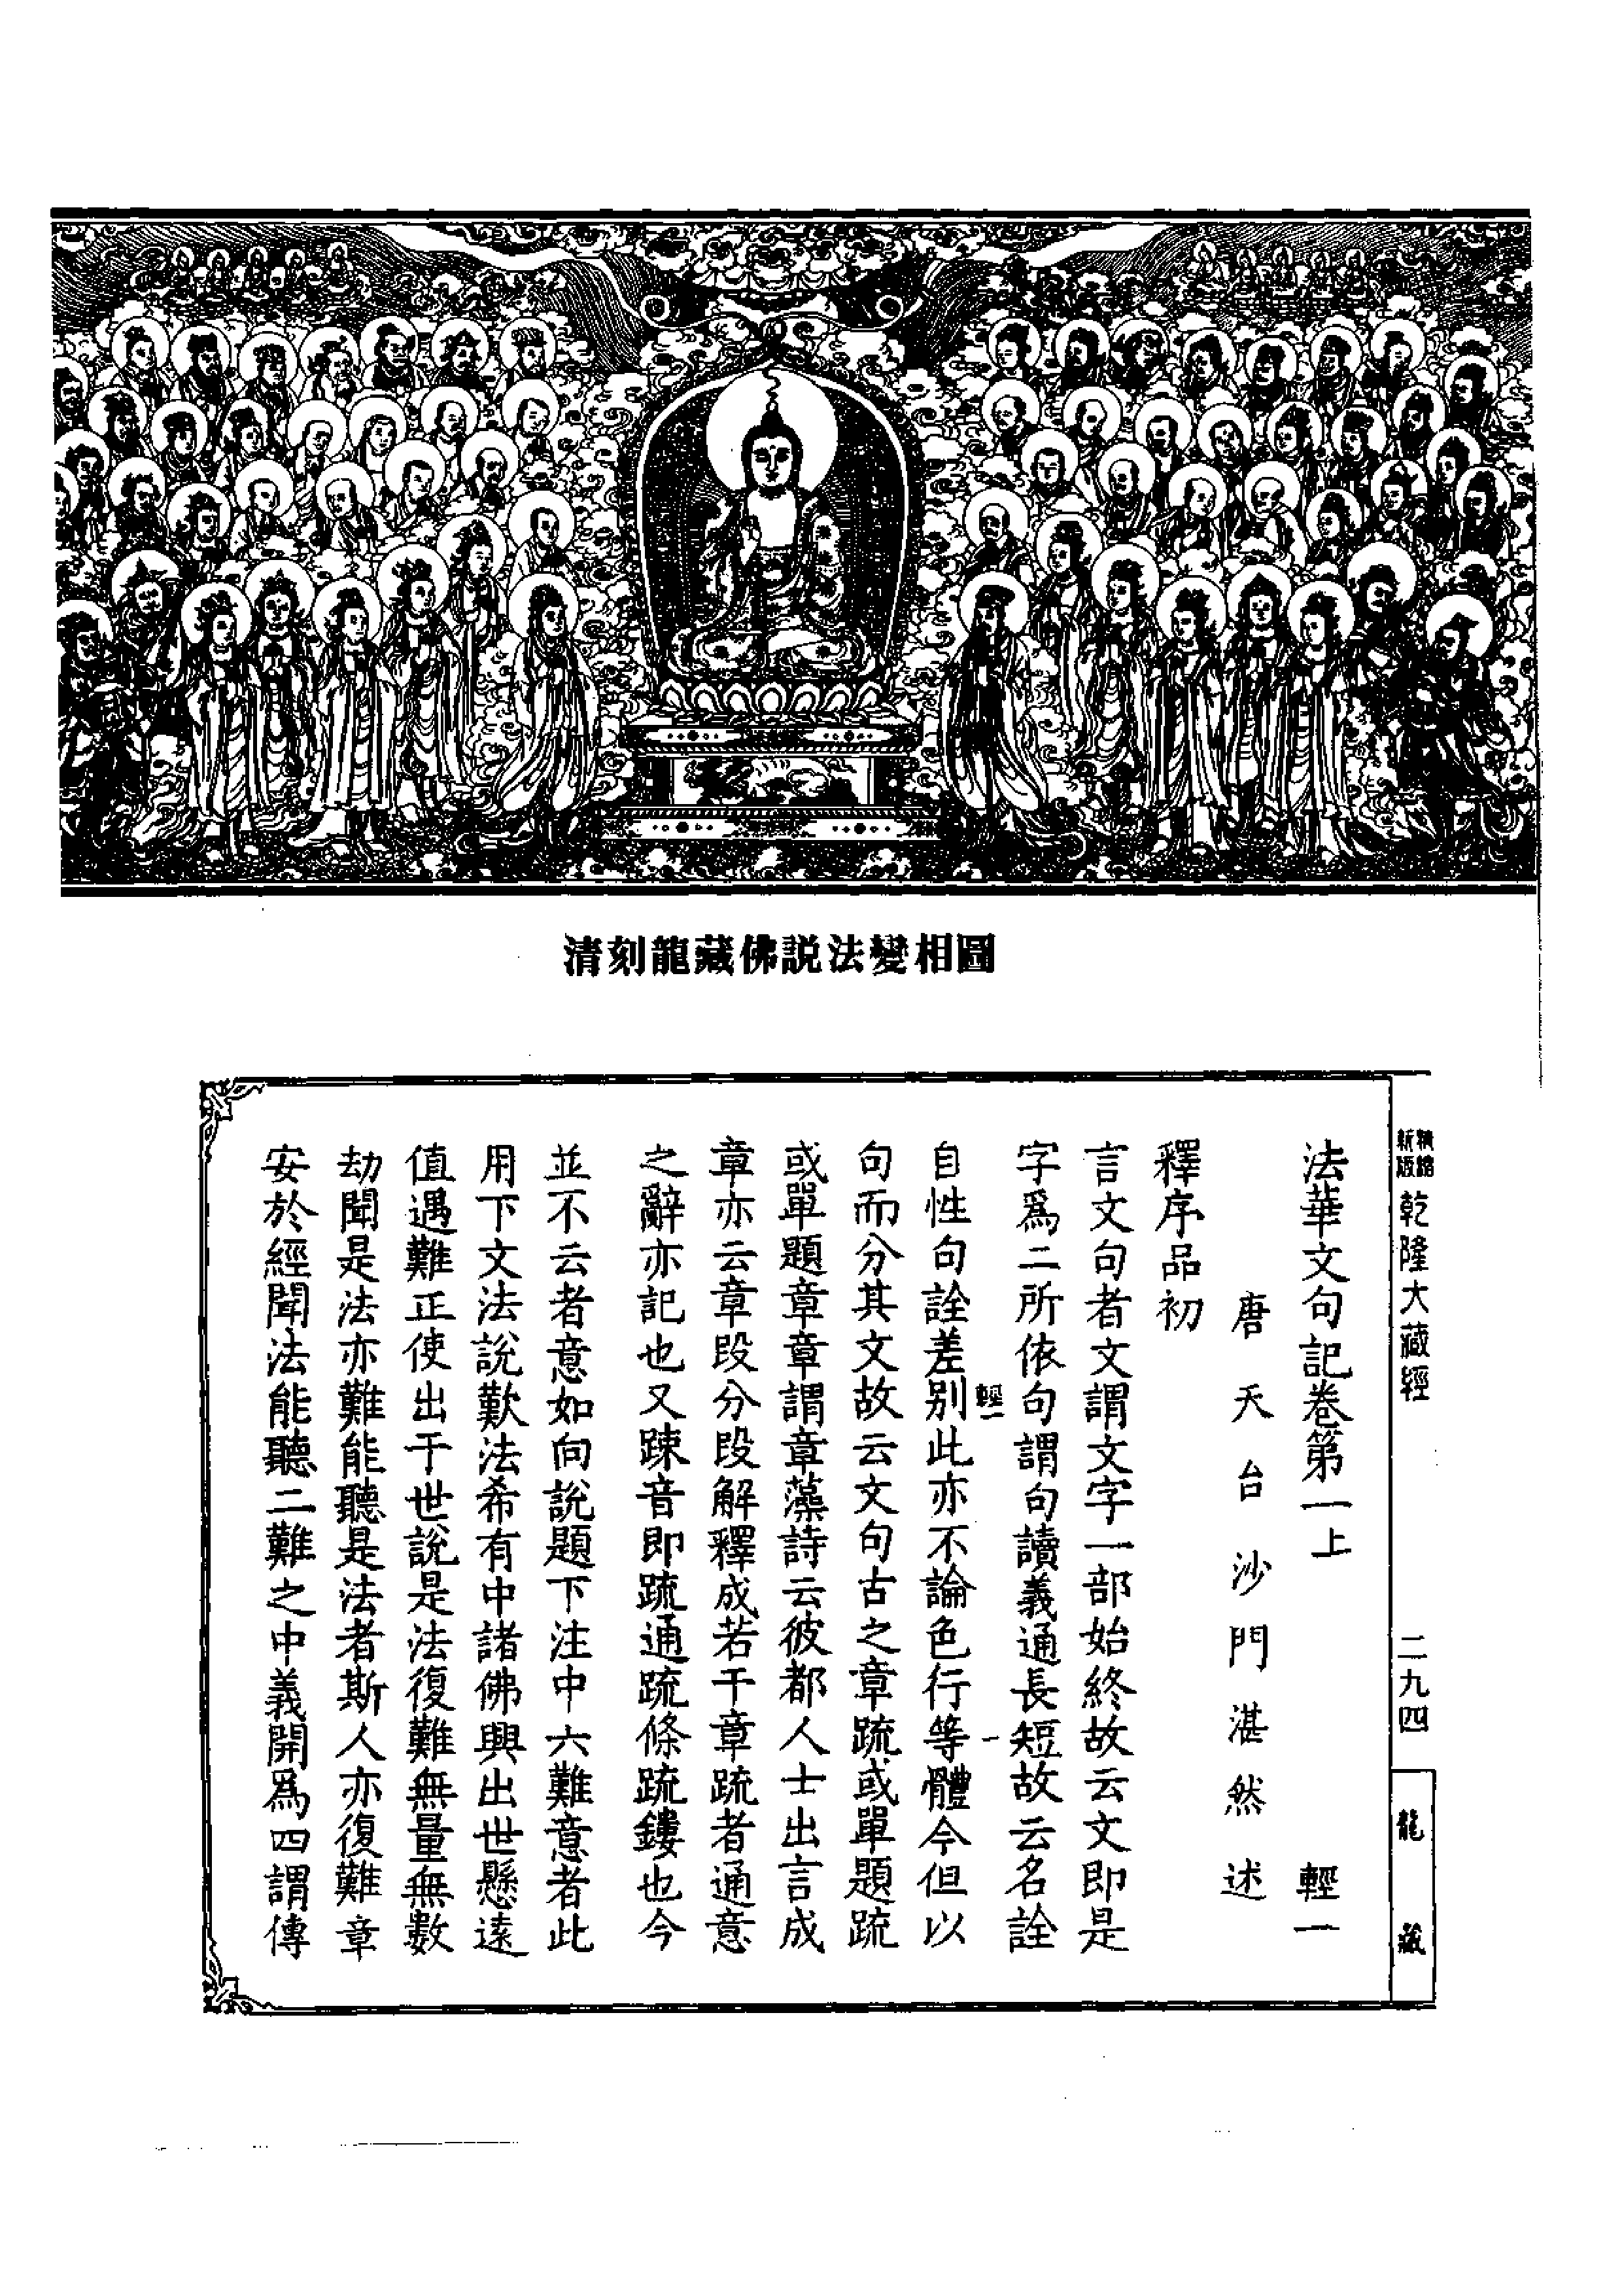 清刻龍藏佛説法變相圖
新版
精縮
乾隆大藏經
二九四
龍藏
法華文句記卷第一上
輕一
唐天台沙門湛然述
釋序品初
言文句者文謂文字一部始終故云文即是
字爲二所依句謂句讀義通長短故云名詮
輕一
一
自性句詮差别此亦不論色行等體今但以
句而分其文故云文句古之章疏或單題疏
或單題章章謂章藻詩云彼都人士出言成
章亦云章段分段解釋成若干章疏者通意
之辭亦記也又踈音即疏通疏條疏鏤也今
並不云者意如向說題下注中六難意者此
用下文法說歎法希有中諸佛興出世懸遠
值遇難正使出于世說是法復難無量無數
劫聞是法亦難能聽是法者斯人亦復難章
安於經聞法能聽二難之中義開爲四謂傳